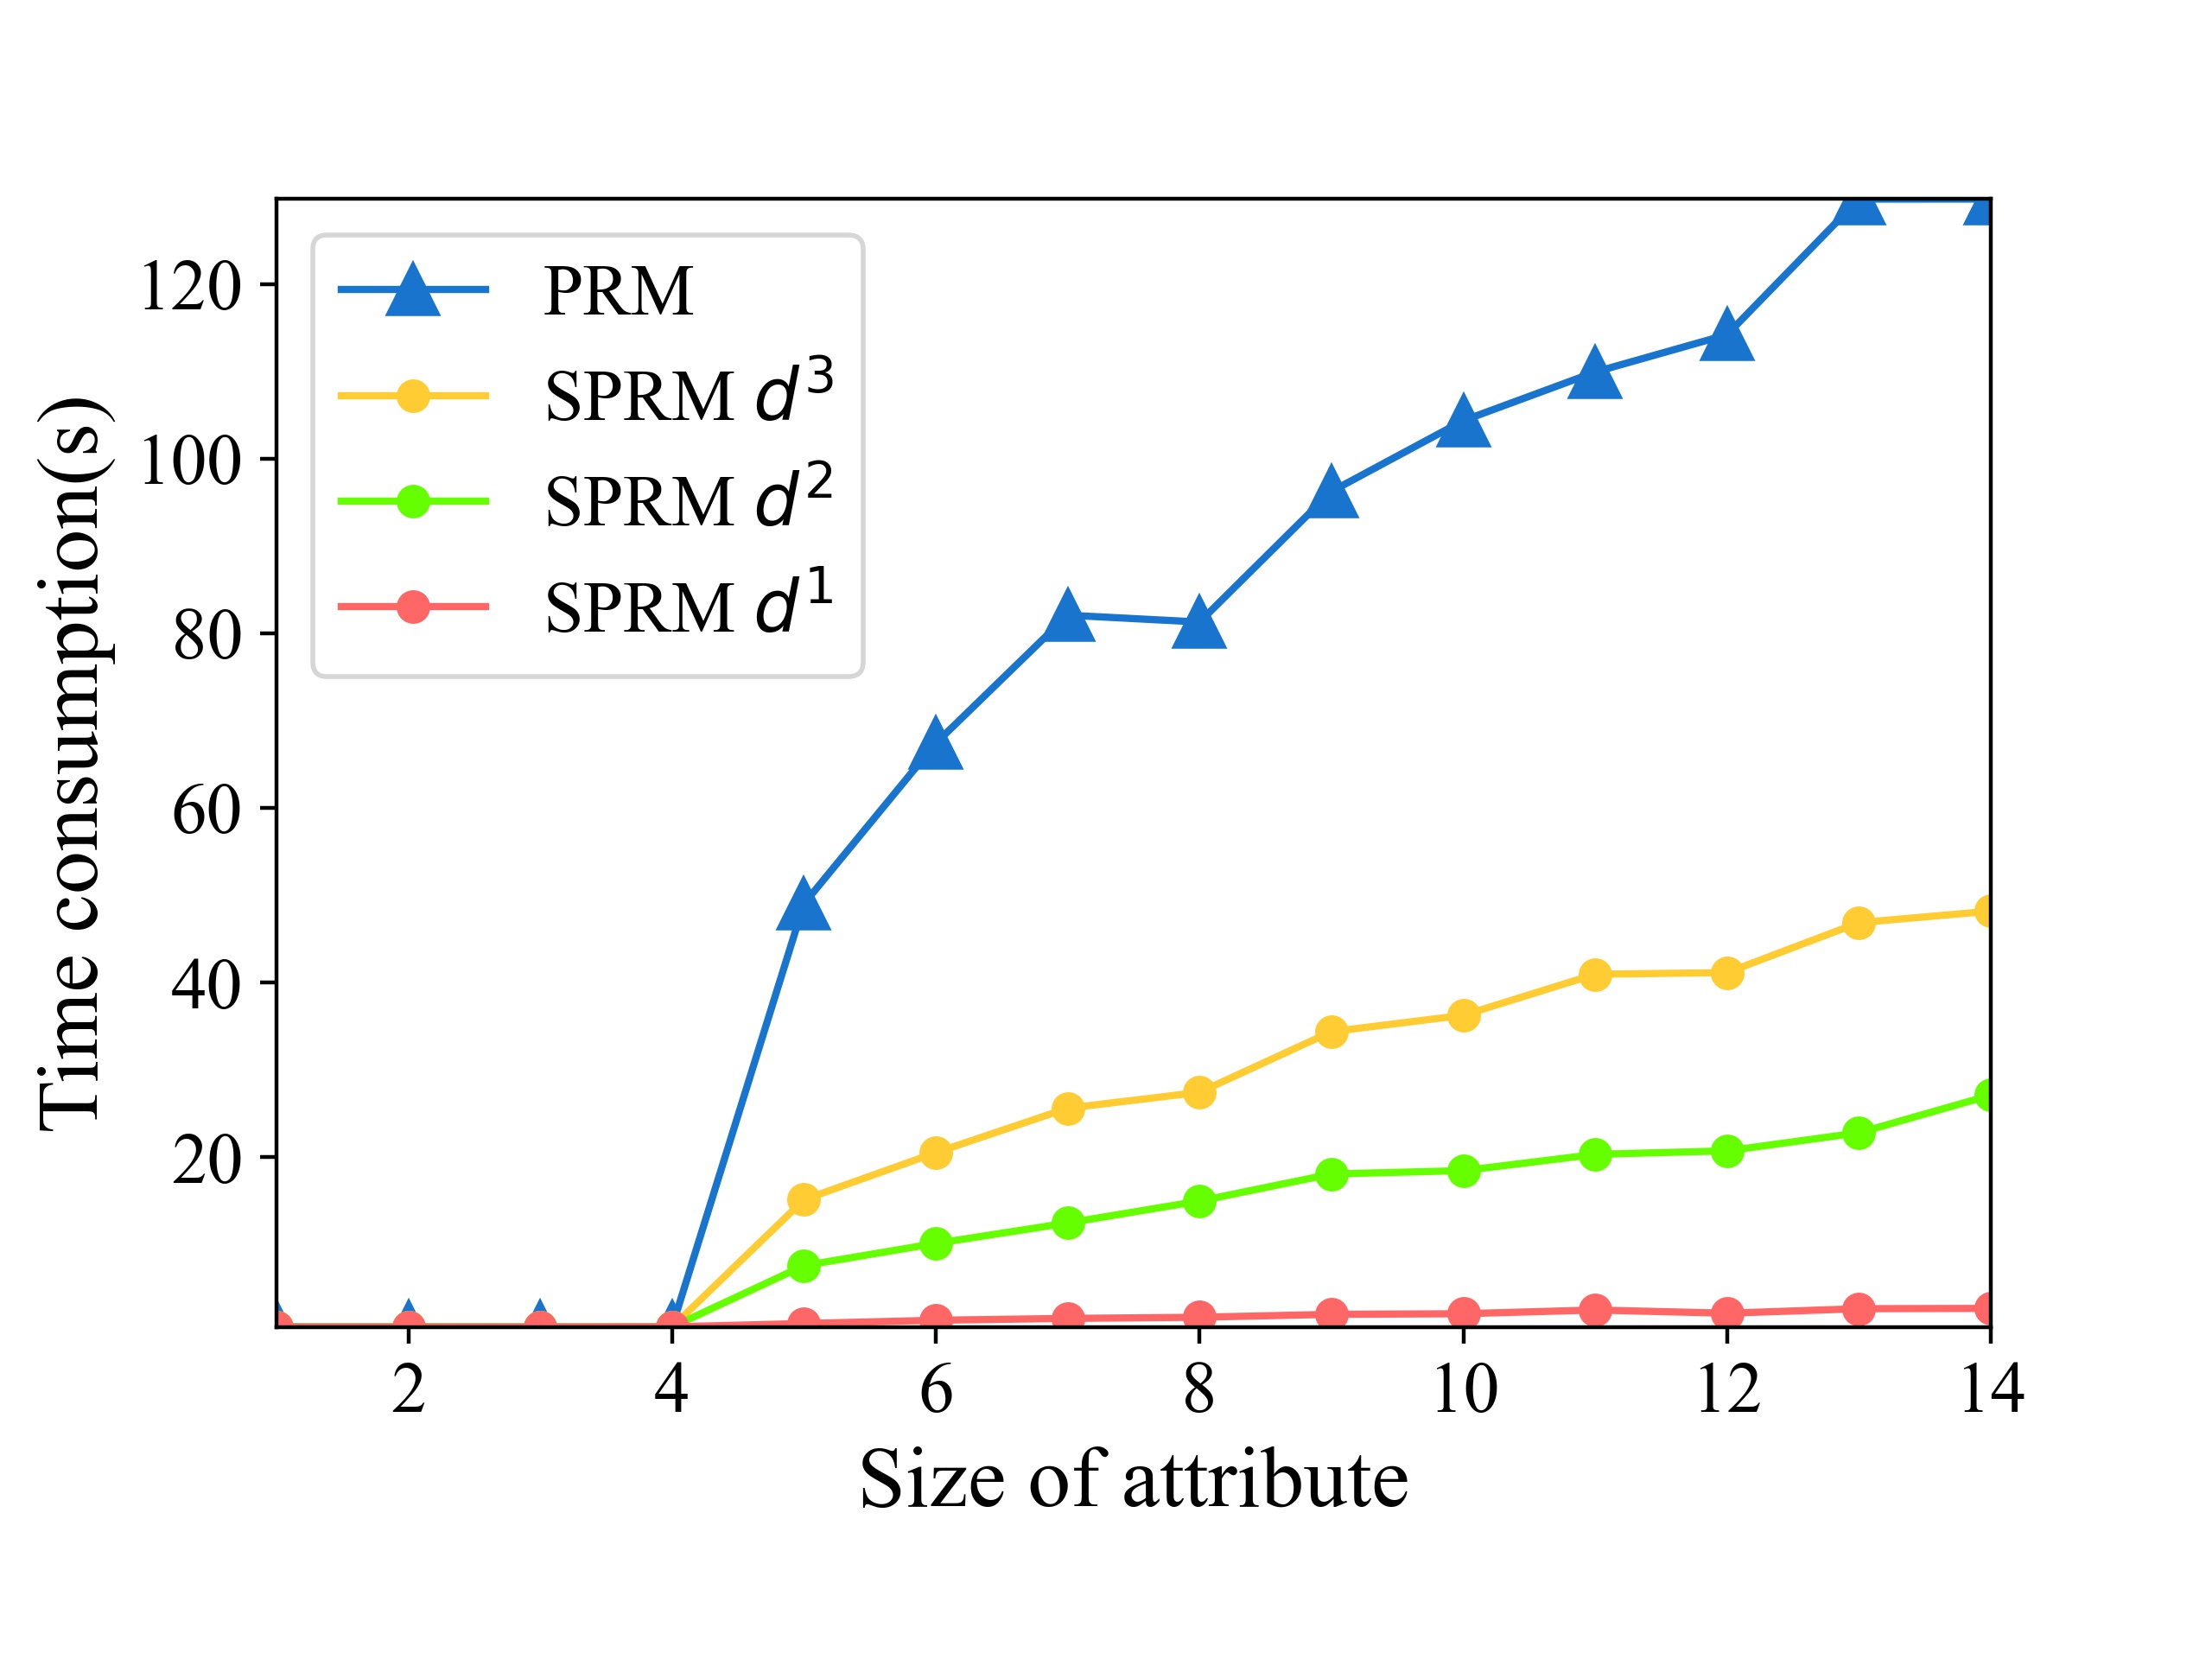 120
100
80
60
40
20
Time consumption(s)
PRM
SPRM d³
SPRM d²
SPRM d¹
2 4 6 8 10 12 14
Size of attribute